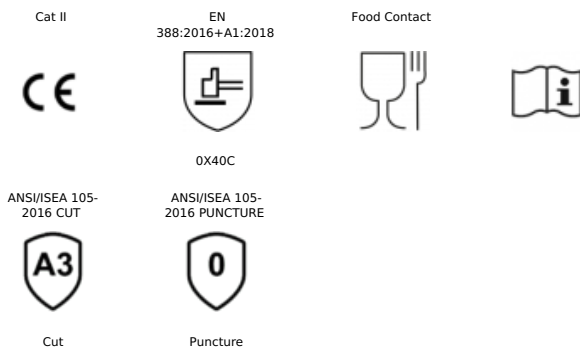 Cat II
EN
388:2016+A1:2018
Food Contact
CE
i
0X40C
ANSI/ISEA 105-
2016 CUT
ANSI/ISEA 105-
2016 PUNCTURE
A3
0
Cut
Puncture